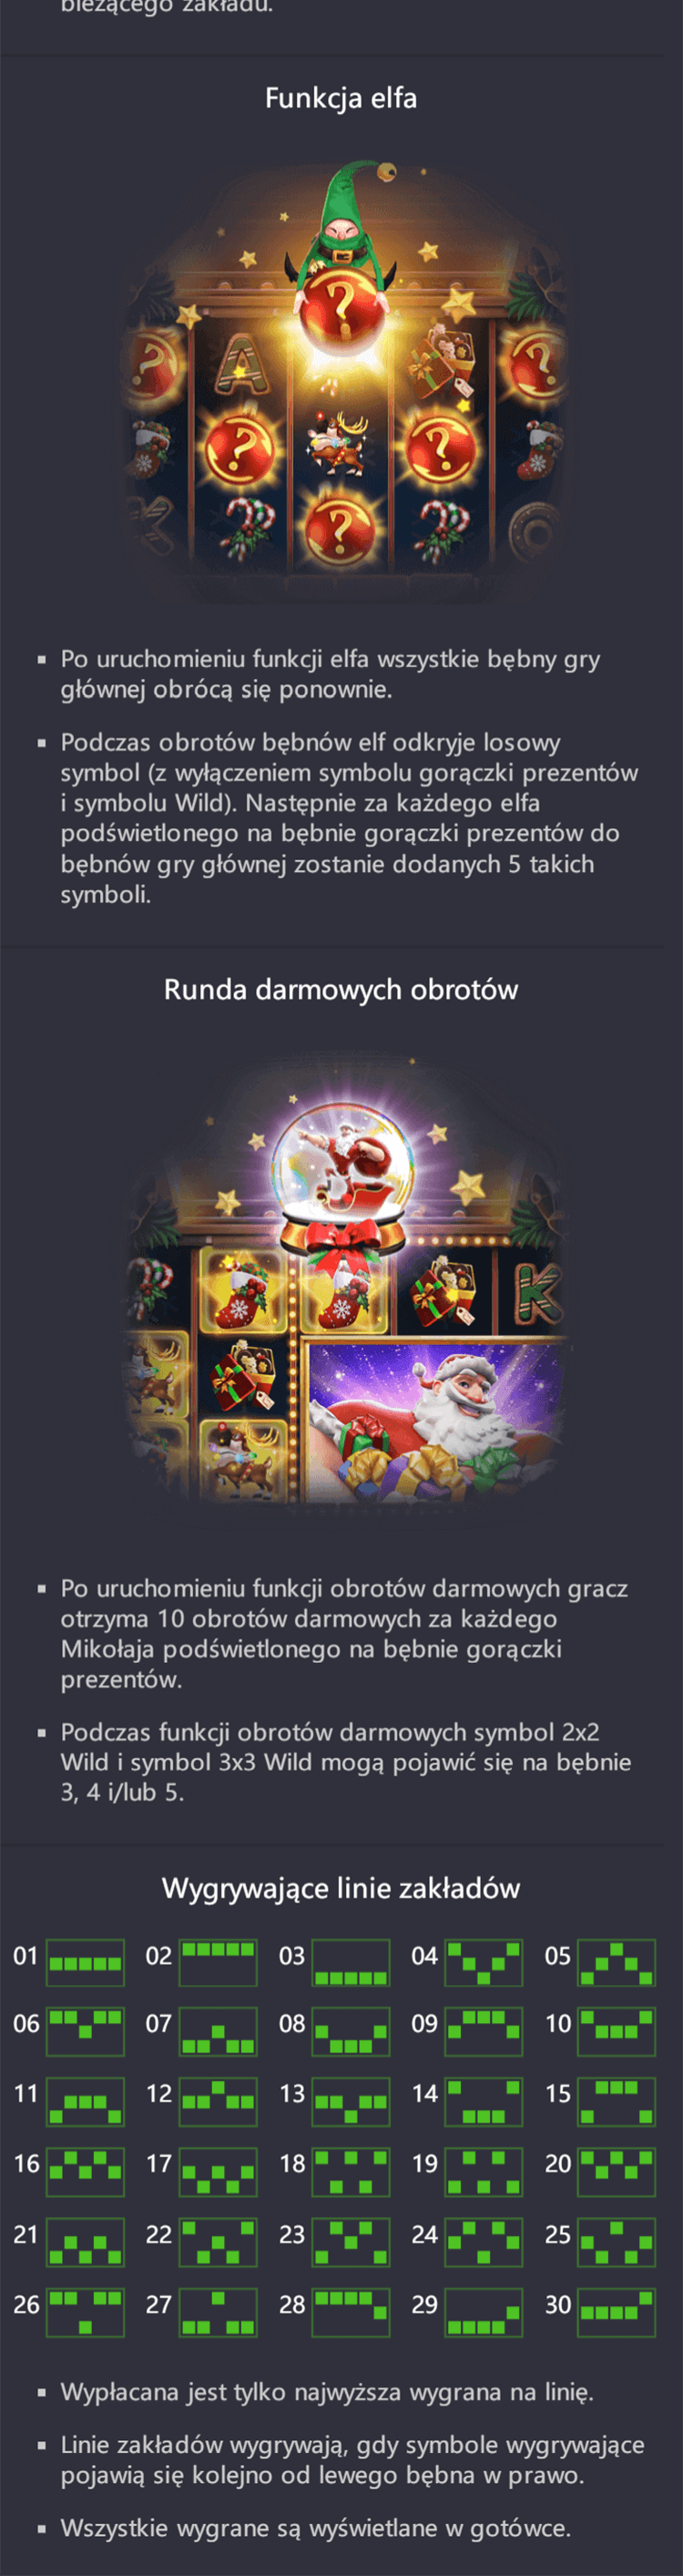 bieżącego zakładu.
Funkcja elfa
? ? ?
A
? ?
K ?
Po uruchomieniu funkcji elfa wszystkie bębny gry
głównej obrócą się ponownie.
Podczas obrotów bębnów elf odkryje losowy
symbol (z wyłączeniem symbolu gorączki prezentów
i symbolu Wild). Następnie za każdego elfa
podświetlonego na bębnie gorączki prezentów do
bębnów gry głównej zostanie dodanych 5 takich
symboli.
Runda darmowych obrotów
K
Po uruchomieniu funkcji obrotów darmowych gracz
otrzyma 10 obrotów darmowych za każdego
Mikołaja podświetlonego na bębnie gorączki
prezentów.
Podczas funkcji obrotów darmowych symbol 2x2
Wild i symbol 3x3 Wild mogą pojawić się na bębnie
3, 4 i/lub 5.
Wygrywające linie zakładów
01 02 03 04 05
06 07 08 09 10
11 12 13 14 15
16 17 18 19 20
21 22 23 24 25
26 27 28 29 30
Wypłacana jest tylko najwyższa wygrana na linię.
Linie zakładów wygrywają, gdy symbole wygrywające
pojawią się kolejno od lewego bębna w prawo.
Wszystkie wygrane są wyświetlane w gotówce.